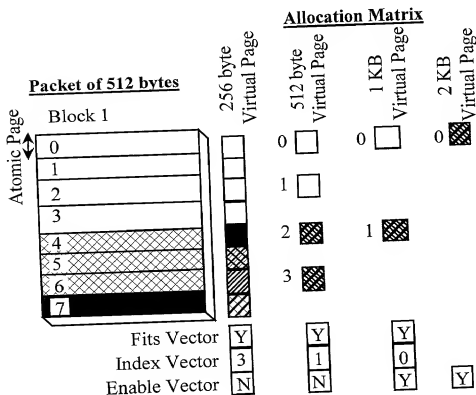 Allocation Matrix
Packet of 512 bytes
256 byte Virtual Page
512 byte Virtual Page
1 KB Virtual Page
2 KB Virtual Page
Block 1
Atomic Page
0
1
2
3
4
5
6
7
0
1
2
3
0
1
0
Fits Vector Y Y Y
Index Vector 3 1 0
Enable Vector N N Y Y